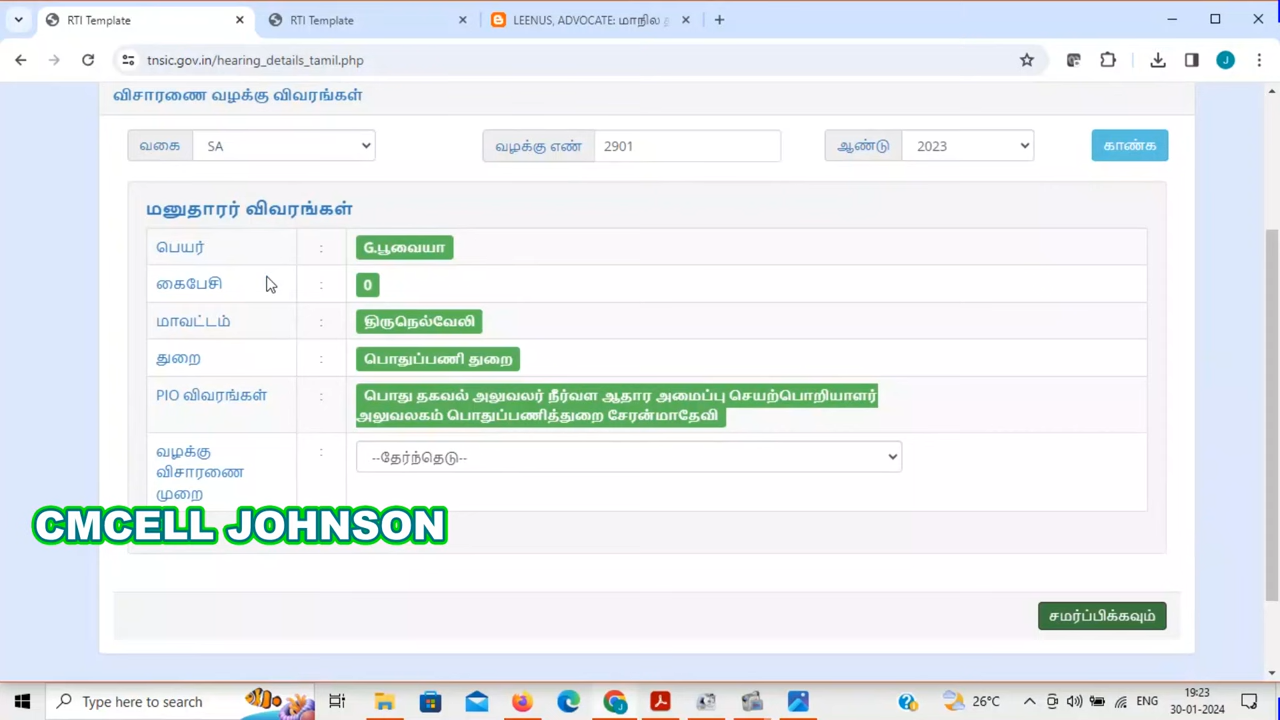 RTI Template
RTI Template
LEENUS, ADVOCATE: மாநில
tnsic.gov.in/hearing_details_tamil.php
J
விசாரணை வழக்கு விவரங்கள்
வகை SA வழக்கு எண் 2901 ஆண்டு 2023 காண்க
மனுதாரர் விவரங்கள்
பெயர் : G.பூவையா
கைபேசி : 0
மாவட்டம் : திருநெல்வேலி
துறை : பொதுப்பணி துறை
PIO விவரங்கள் : பொது தகவல் அலுவலர் நீர்வள ஆதார அமைப்பு செயற்பொறியாளர்
அலுவலகம் பொதுப்பணித்துறை சேரன்மாதேவி
வழக்கு : --தேர்ந்தெடு--
விசாரணை
முறை
CMCELL JOHNSON
சமர்ப்பிக்கவும்
Type here to search
26°C
ENG
19:23
30-01-2024